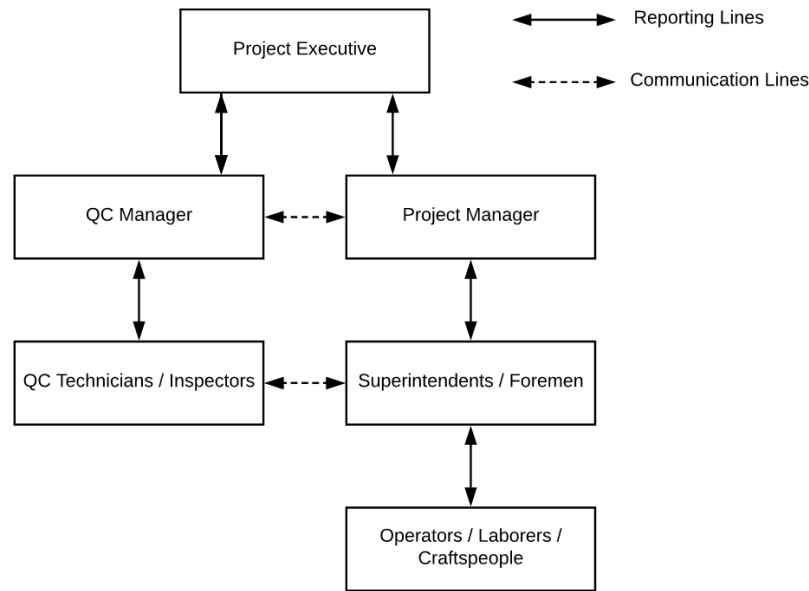 Project Executive
Reporting Lines
Communication Lines
QC Manager
Project Manager
QC Technicians / Inspectors
Superintendents / Foremen
Operators / Laborers /
Craftspeople